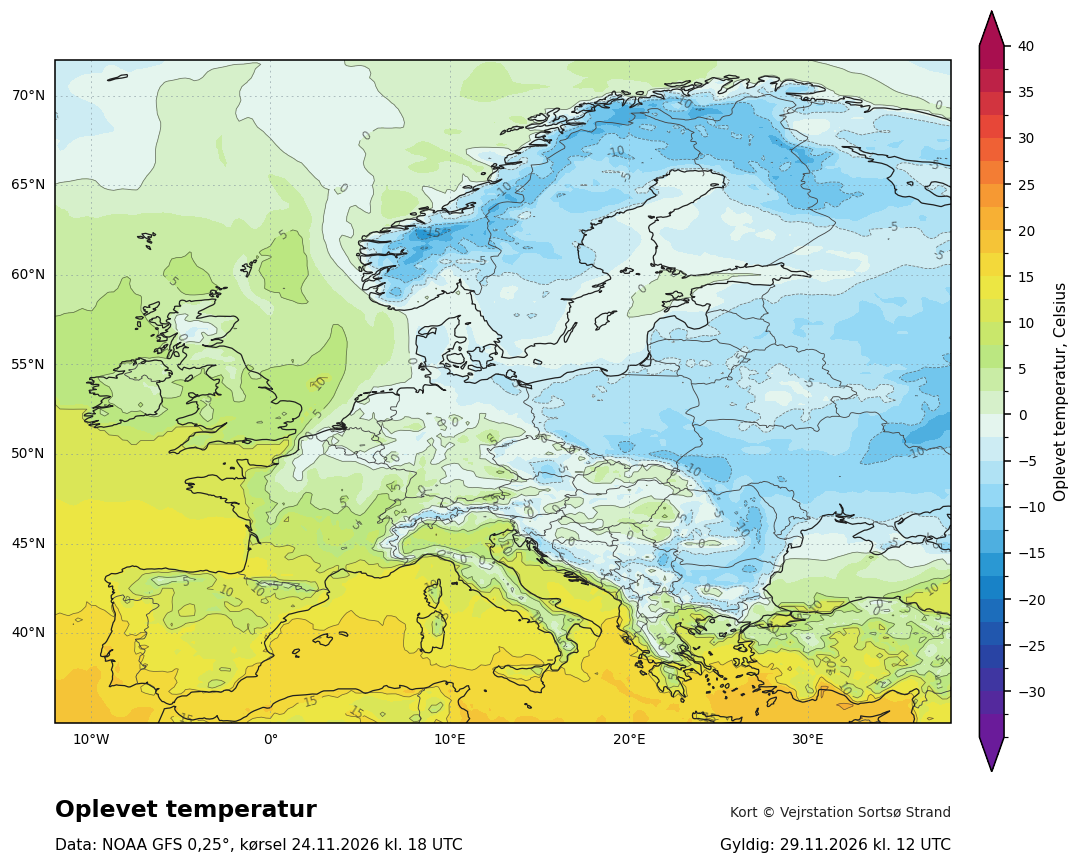 40
35
30
25
20
15
10
5
0
−5
−10
−15
−20
−25
−30
Oplevet temperatur, Celsius
70°N
65°N
60°N
55°N
50°N
45°N
40°N
10°W
0°
10°E
20°E
30°E
Oplevet temperatur
Kort © Vejrstation Sortsø Strand
Data: NOAA GFS 0,25°, kørsel 24.11.2026 kl. 18 UTC
Gyldig: 29.11.2026 kl. 12 UTC